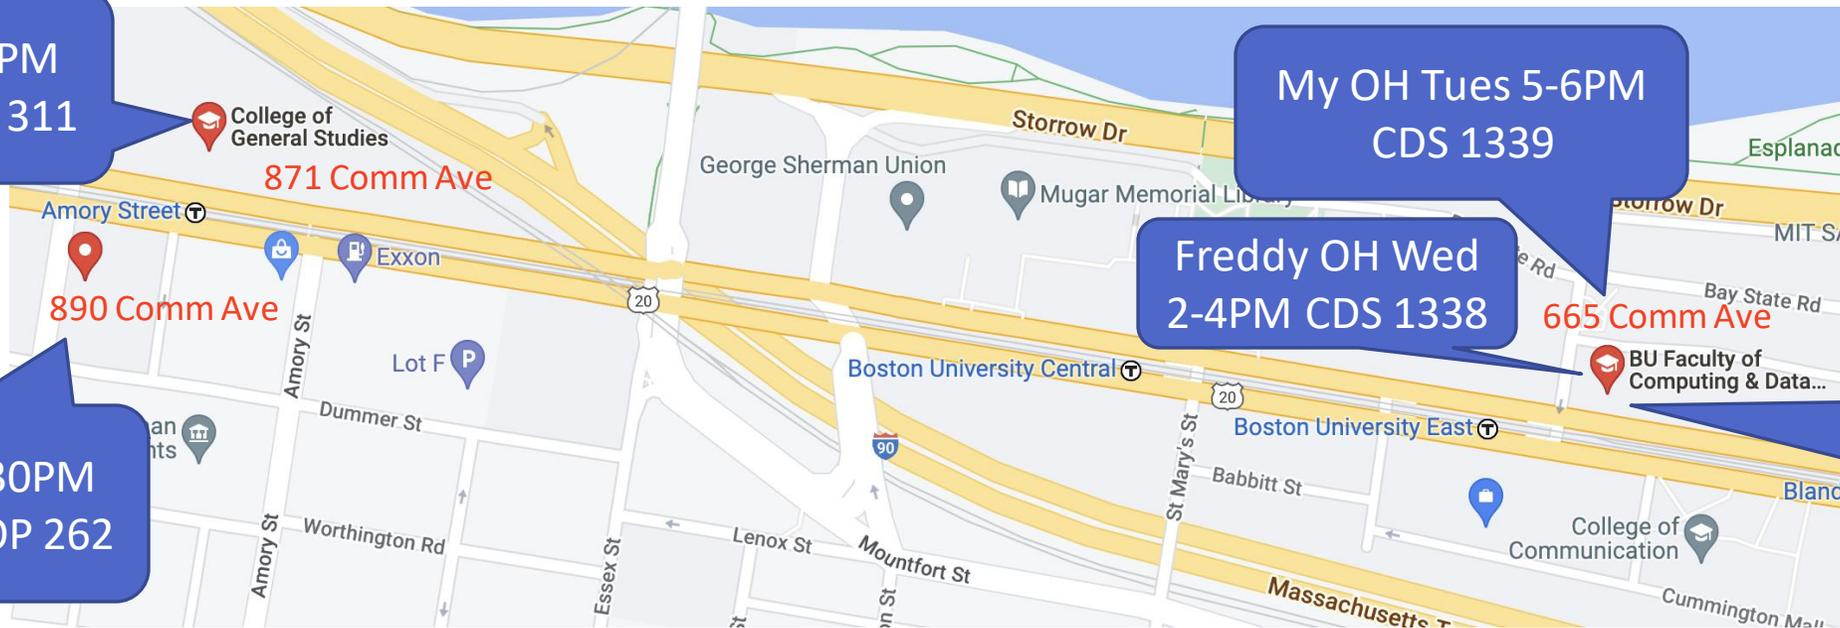 PM
311
College of
General Studies
871 Comm Ave
Amory Street
890 Comm Ave
Exxon
20
Lot F
Amory St
Dummer St
30PM
OP 262
Worthington Rd
Amory St
Essex St
Lenox St
Mountfort St
George Sherman Union
Mugar Memorial Library
Storrow Dr
My OH Tues 5-6PM
CDS 1339
Freddy OH Wed
2-4PM CDS 1338
Storrow Dr
MIT SA
Bay State Rd
665 Comm Ave
BU Faculty of
Computing & Data...
Boston University Central
20
Boston University East
90
St Mary's St
Babbitt St
College of
Communication
Massachusetts T
Cummington Mall
Bland
Esplanad